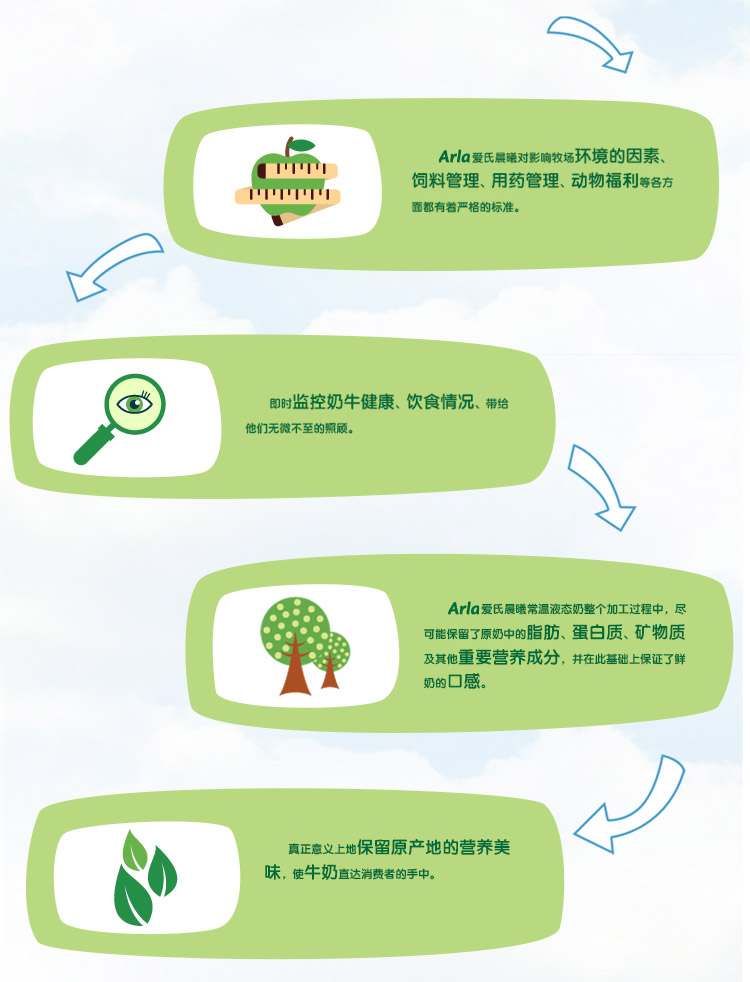 Arla爱氏晨曦对影响牧场环境的因素、
饲料管理、用药管理、动物福利等各方
面都有着严格的标准。
即时监控奶牛健康、饮食情况、带给
他们无微不至的照顾。
Arla爱氏晨曦常温液态奶整个加工过程中，尽
可能保留了原奶中的脂肪、蛋白质、矿物质
及其他重要营养成分，并在此基础上保证了鲜
奶的口感。
真正意义上地保留原产地的营养美
味，使牛奶直达消费者的手中。